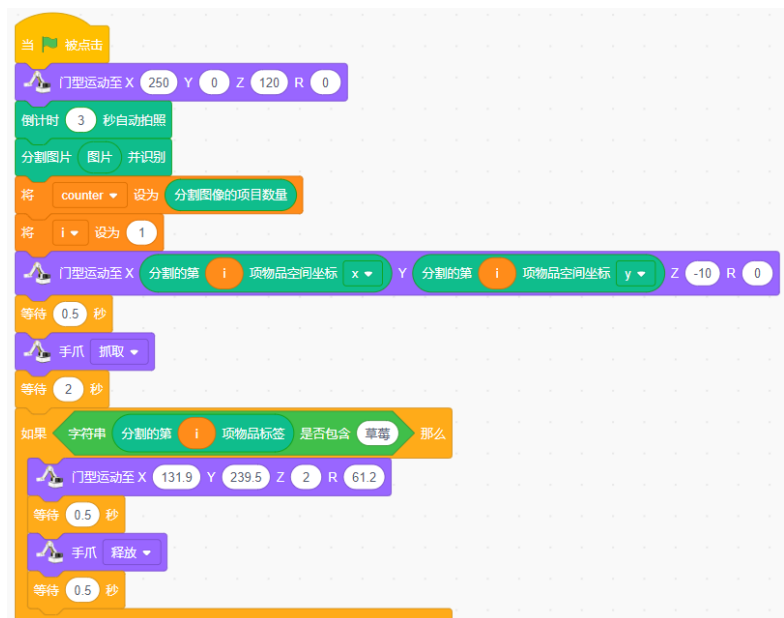 当 被点击
门型运动至 X 250 Y 0 Z 120 R 0
倒计时 3 秒自动拍照
分割图片 图片 并识别
将 counter 设为 分割图像的项目数量
将 i 设为 1
门型运动至 X 分割的第 i 项物品空间坐标 x Y 分割的第 i 项物品空间坐标 y Z -10 R 0
等待 0.5 秒
手爪 抓取
等待 2 秒
如果 字符串 分割的第 i 项物品标签 是否包含 草莓 那么
门型运动至 X 131.9 Y 239.5 Z 2 R 61.2
等待 0.5 秒
手爪 释放
等待 0.5 秒